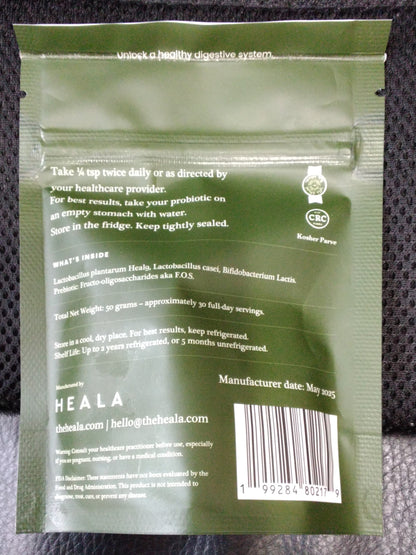 Unlock a healthy digestive system.
Take ¼ tsp twice daily or as directed by
your healthcare provider.
For best results, take your probiotic on
an empty stomach with water.
Store in the fridge. Keep tightly sealed.
CRC
Kosher Parve
WHAT'S INSIDE
Lactobacillus plantarum Heal9, Lactobacillus casei, Bifidobacterium Lactis.
Prebiotic: Fructo-oligosaccharides aka F.O.S.
Total Net Weight: 50 grams – approximately 30 full-day servings.
Store in a cool, dry place. For best results, keep refrigerated.
Shelf Life: Up to 2 years refrigerated, or 5 months unrefrigerated.
Manufactured by
HEALA
theheala.com | hello@theheala.com
Manufacturer date: May 2025
Warning: Consult your healthcare practitioner before use, especially
if you are pregnant, nursing, or have a medical condition.
FDA Disclaimer: These statements have not been evaluated by the
Food and Drug Administration. This product is not intended to
diagnose, treat, cure, or prevent any disease.
1 99284 80217 9